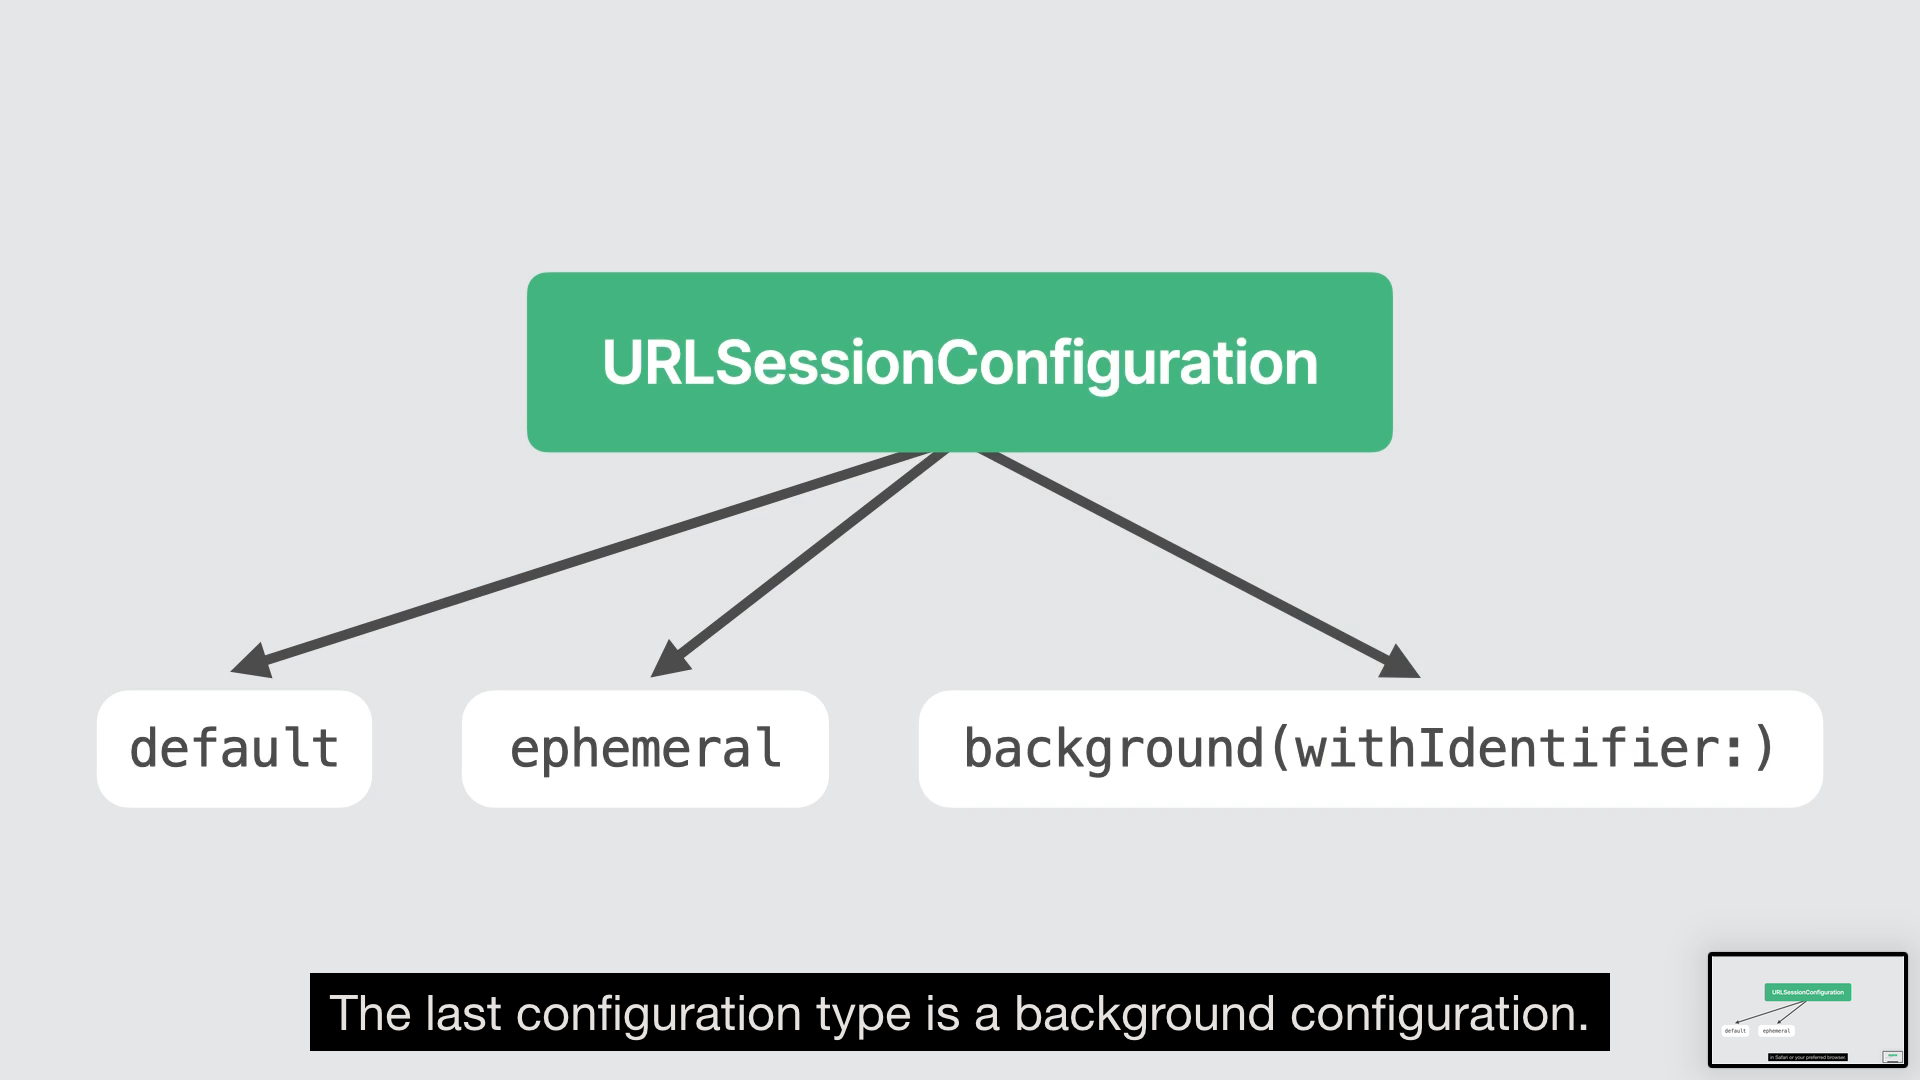 URLSessionConfiguration
default
ephemeral
background(withIdentifier:)
The last configuration type is a background configuration.
URLSessionConfiguration
default
ephemeral
in Safari or your preferred browser.